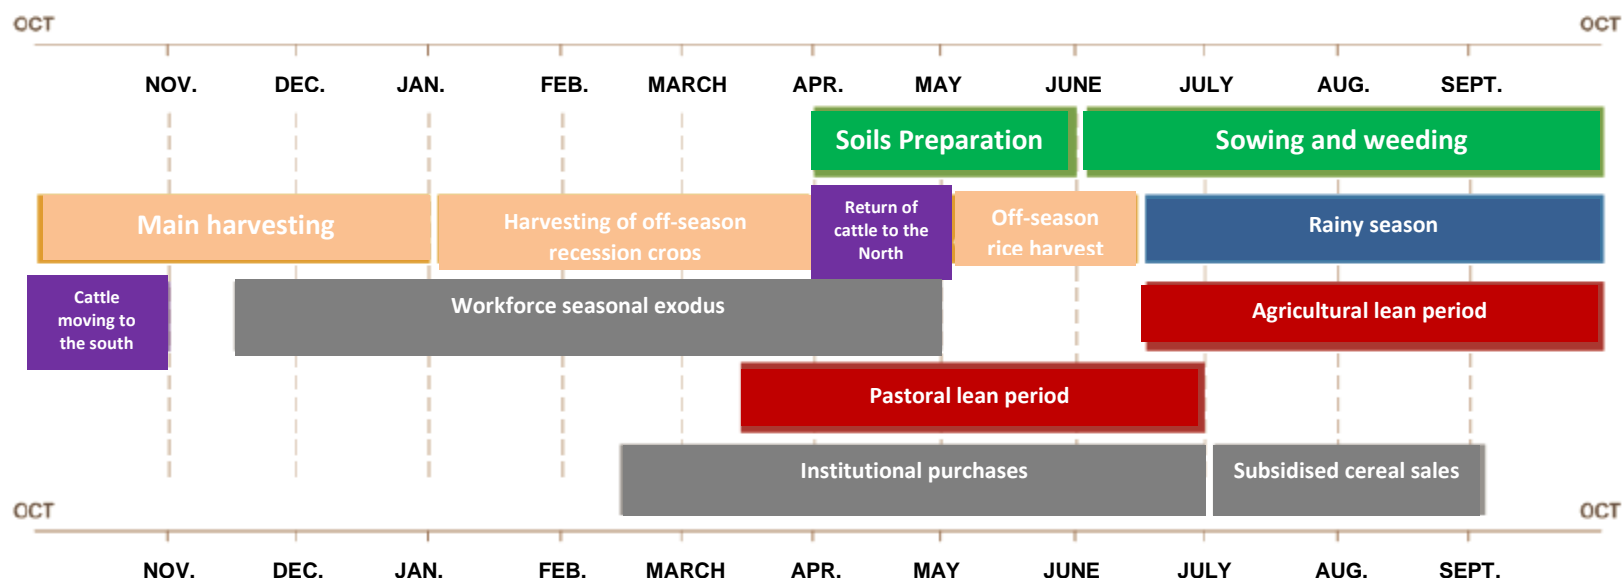 OCT OCT
NOV. DEC. JAN. FEB. MARCH APR. MAY JUNE JULY AUG. SEPT.
Soils Preparation
Sowing and weeding
Main harvesting
Harvesting of off-season
recession crops
Return of
cattle to the
North
Off-season
rice harvest
Rainy season
Cattle
moving to
the south
Workforce seasonal exodus
Agricultural lean period
Pastoral lean period
Institutional purchases
Subsidised cereal sales
OCT OCT
NOV. DEC. JAN. FEB. MARCH APR. MAY JUNE JULY AUG. SEPT.